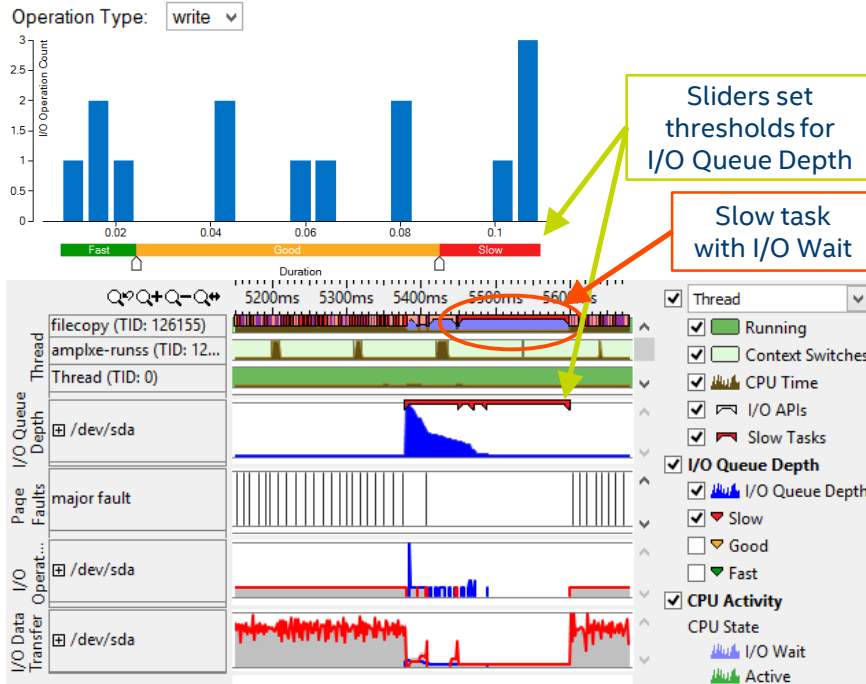 Operation Type: write
3
2.5
2
1.5
1
0.5
0
I/O Operation Count
0.02 0.04 0.06 0.08 0.1
Fast Good Slow
Duration
Sliders set
thresholds for
I/O Queue Depth
Slow task
with I/O Wait
5200ms 5300ms 5400ms 5500ms 5600ms
Thread
filecopy (TID: 126155)
amplxe-runss (TID: 12...
Thread (TID: 0)
I/O Queue
Depth
/dev/sda
Page
Faults
major fault
I/O
Operat...
/dev/sda
I/O Data
Transfer
/dev/sda
Thread
Running
Context Switches
CPU Time
I/O APIs
Slow Tasks
I/O Queue Depth
I/O Queue Depth
Slow
Good
Fast
CPU Activity
CPU State
I/O Wait
Active